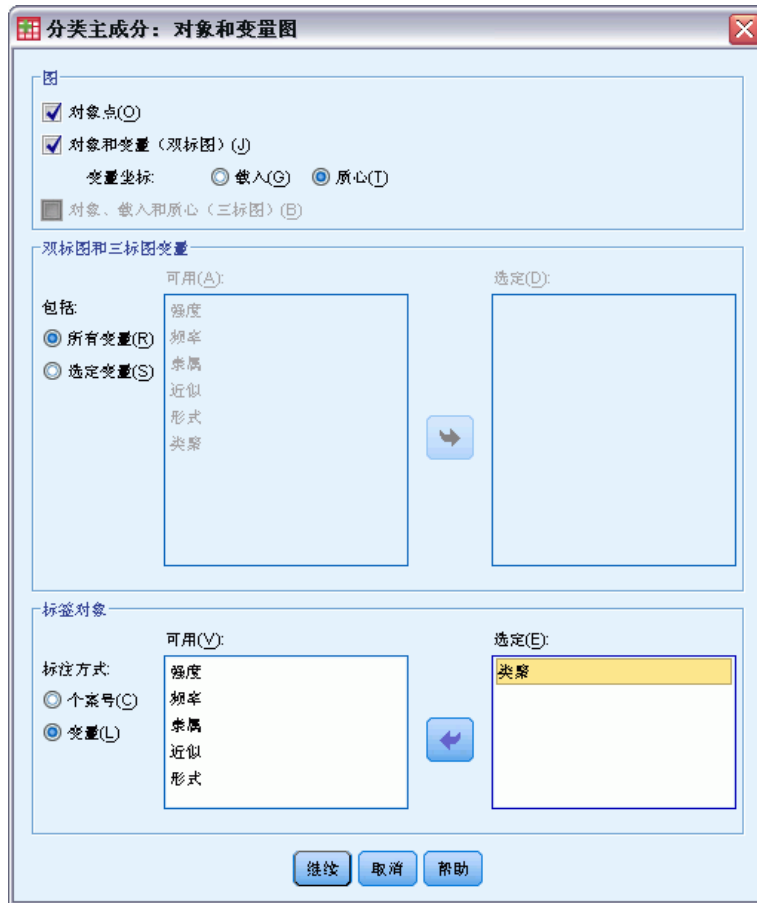 分类主成分：对象和变量图
图
对象点(O)
对象和变量（双标图）(J)
变量坐标: 载入(G) 质心(T)
对象、载入和质心（三标图）(B)
双标图和三标图变量
可用(A): 选定(D):
包括:
所有变量(R)
选定变量(S)
强度
频率
隶属
近似
形式
类聚
标签对象
可用(V): 选定(E):
标注方式:
个案号(C)
变量(L)
强度
频率
隶属
近似
形式
类聚
继续 取消 帮助